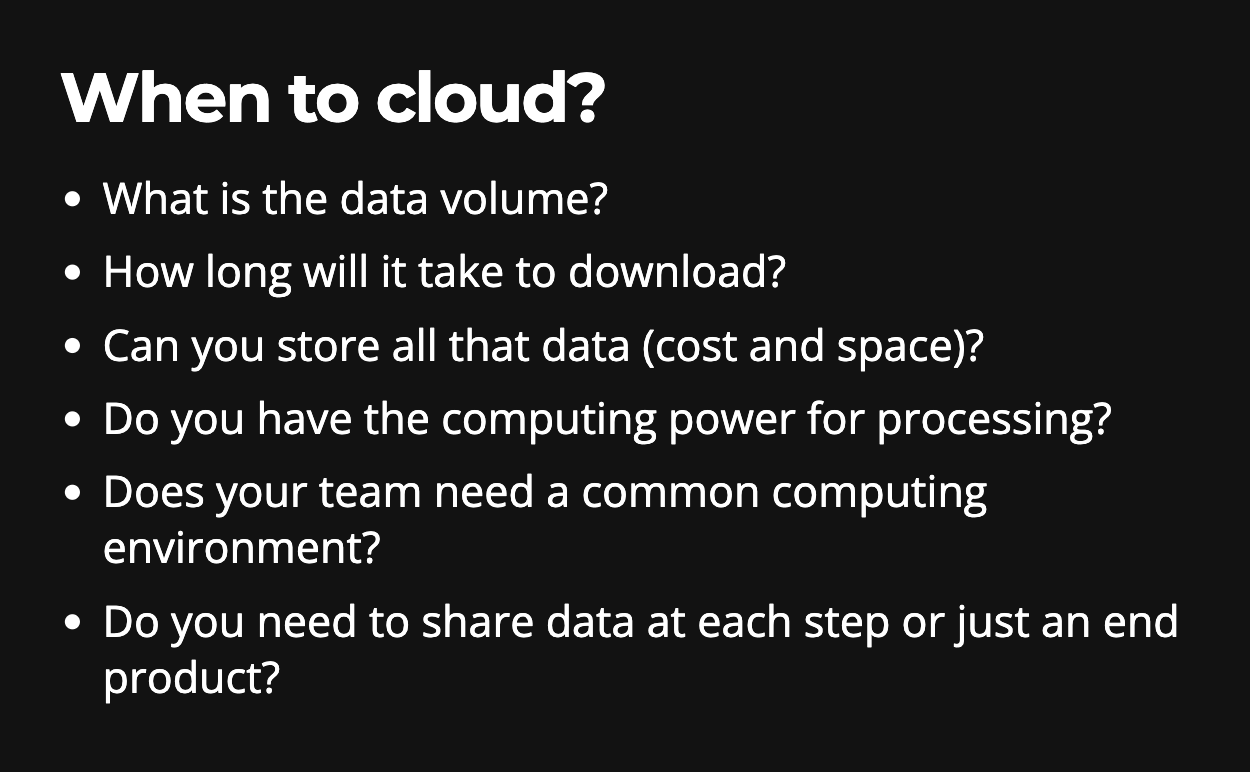 When to cloud?
• What is the data volume?
• How long will it take to download?
• Can you store all that data (cost and space)?
• Do you have the computing power for processing?
• Does your team need a common computing
environment?
• Do you need to share data at each step or just an end
product?